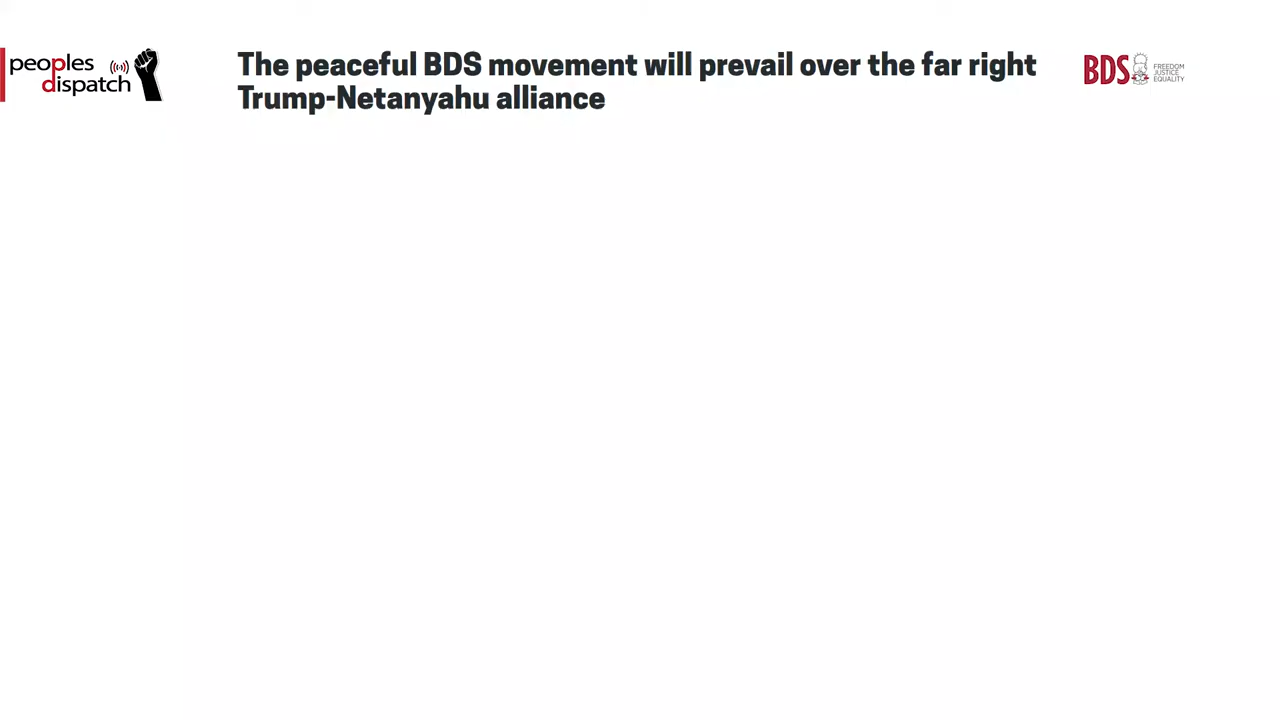 peoples
dispatch
The peaceful BDS movement will prevail over the far right
Trump-Netanyahu alliance
BDS
FREEDOM
JUSTICE
EQUALITY